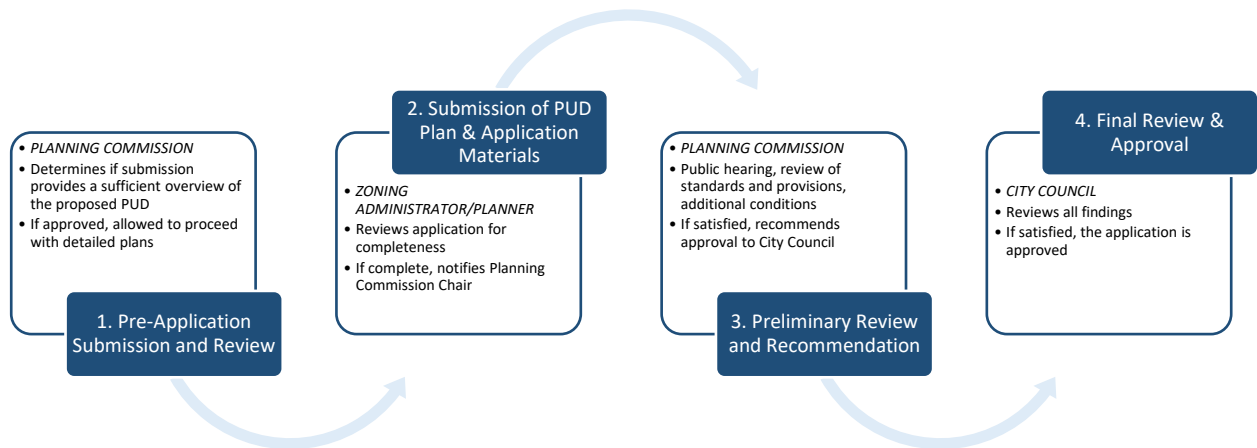 • PLANNING COMMISSION
• Determines if submission
provides a sufficient overview of
the proposed PUD
• If approved, allowed to proceed
with detailed plans
1. Pre-Application
Submission and Review
2. Submission of PUD
Plan & Application
Materials
• ZONING
ADMINISTRATOR/PLANNER
• Reviews application for
completeness
• If complete, notifies Planning
Commission Chair
• PLANNING COMMISSION
• Public hearing, review of
standards and provisions,
additional conditions
• If satisfied, recommends
approval to City Council
3. Preliminary Review
and Recommendation
4. Final Review &
Approval
• CITY COUNCIL
• Reviews all findings
• If satisfied, the application is
approved